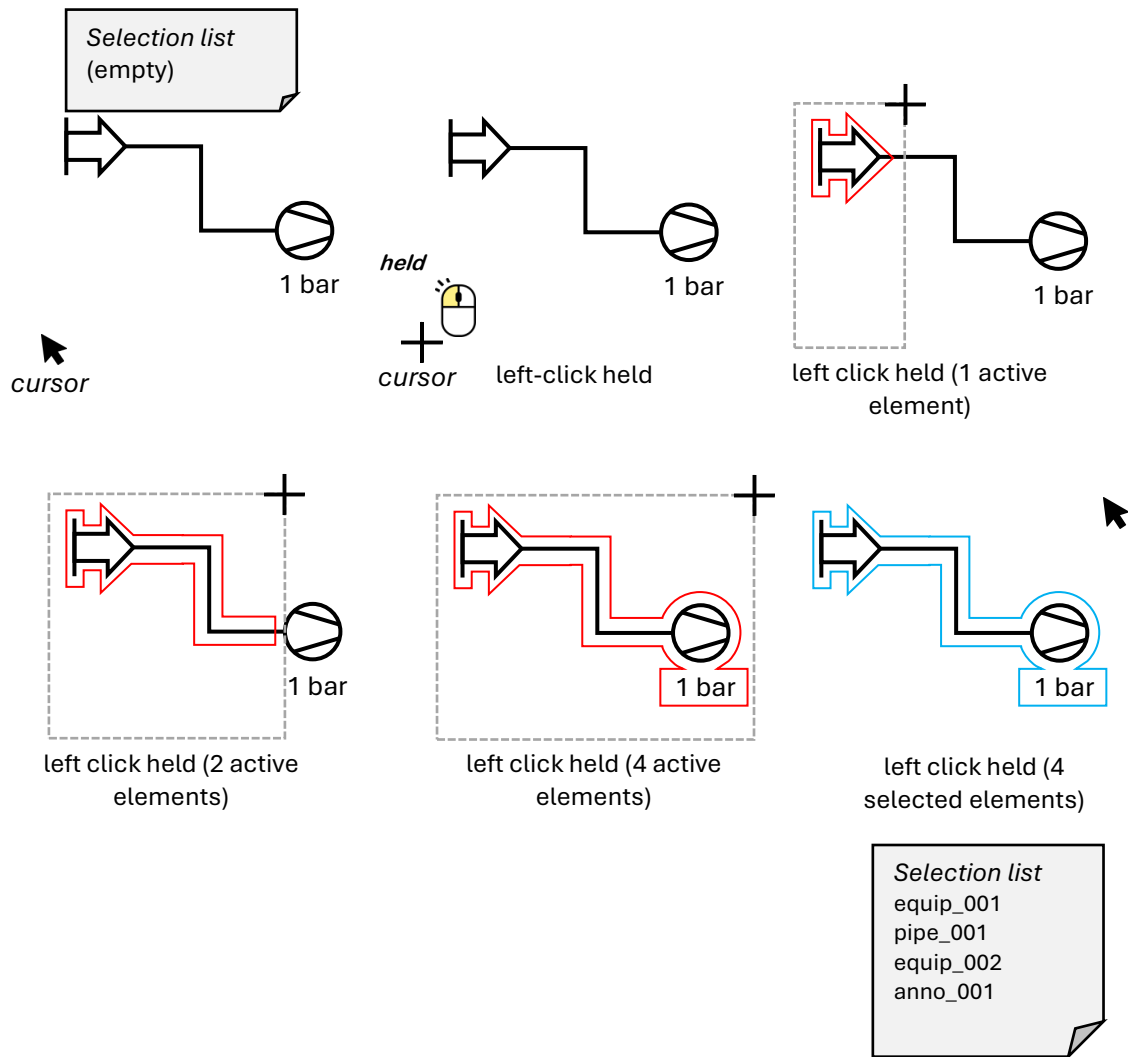 Selection list
(empty)
1 bar
cursor
held
1 bar
cursor
left-click held
1 bar
left click held (1 active
element)
1 bar
left click held (2 active
elements)
1 bar
left click held (4 active
elements)
1 bar
left click held (4
selected elements)
Selection list
equip_001
pipe_001
equip_002
anno_001